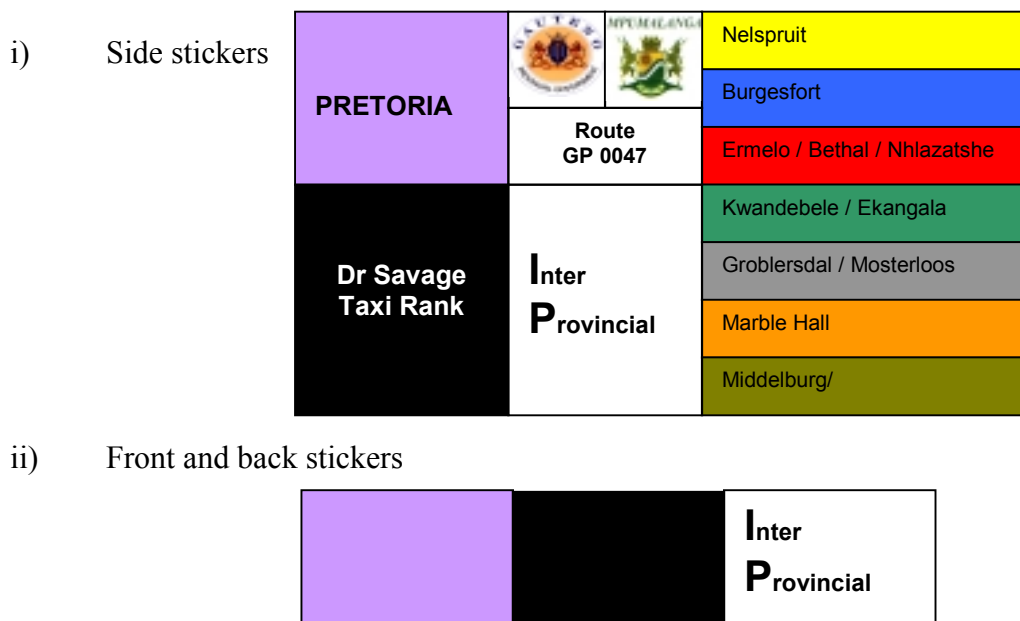 i) Side stickers
PRETORIA
GAUTENG
MPUMALANGA
Route
GP 0047
Dr Savage
Taxi Rank
Inter
Provincial
Nelspruit
Burgesfort
Ermelo / Bethal / Nhlazatshe
Kwandebele / Ekangala
Groblersdal / Mosterloos
Marble Hall
Middelburg/
ii) Front and back stickers
Inter
Provincial